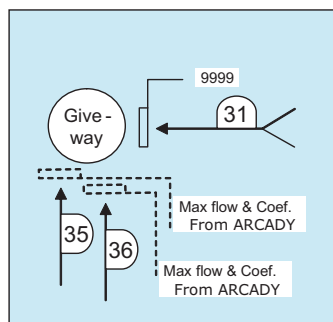 9999
Give -
way
31
Max flow & Coef.
From ARCADY
35
36
Max flow & Coef.
From ARCADY